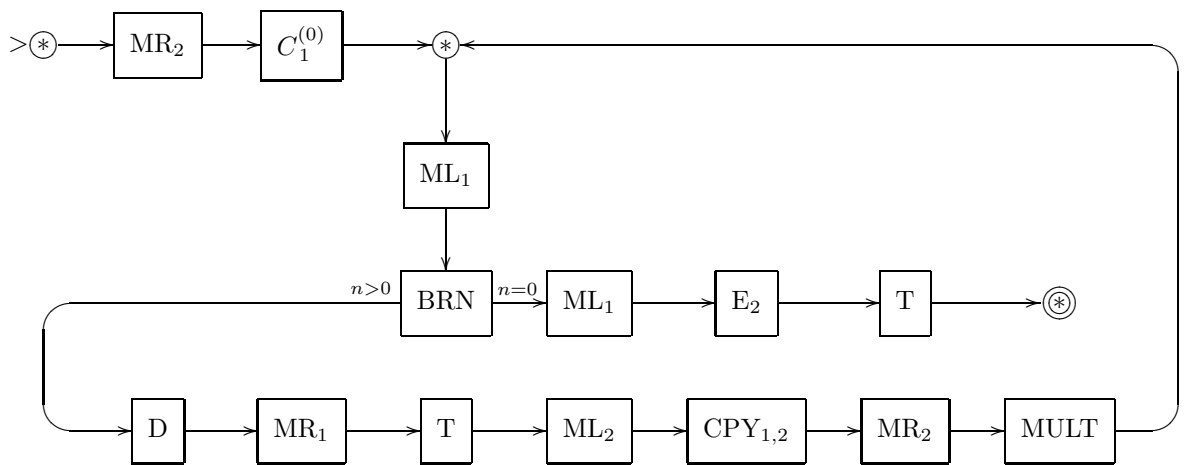 >* MR₂ C₁⁽⁰⁾ *
ML₁
n>0 BRN n=0 ML₁ E₂ T *
D MR₁ T ML₂ CPY₁,₂ MR₂ MULT